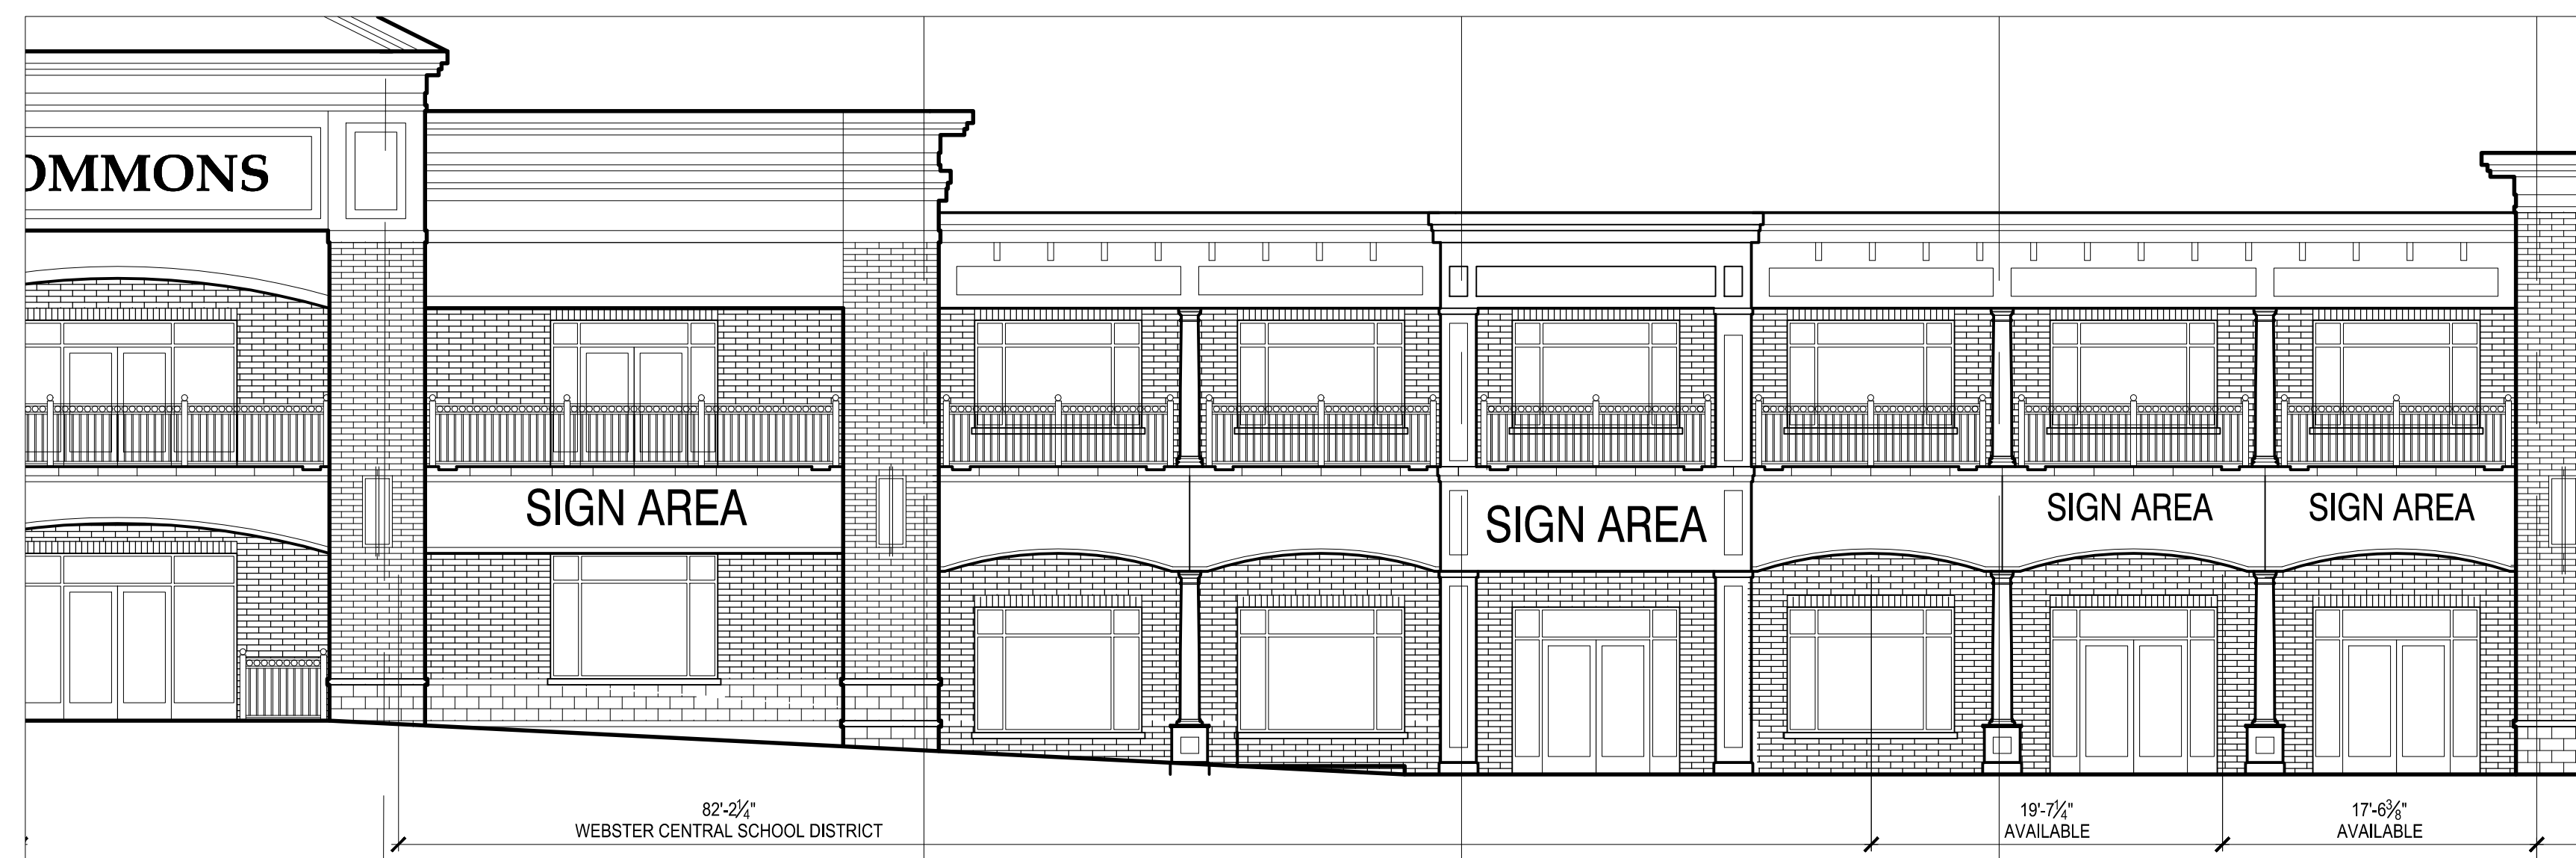 OMMONS
SIGN AREA
SIGN AREA
SIGN AREA
SIGN AREA
82'-2¼"
WEBSTER CENTRAL SCHOOL DISTRICT
19'-7¼"
AVAILABLE
17'-6⅜"
AVAILABLE